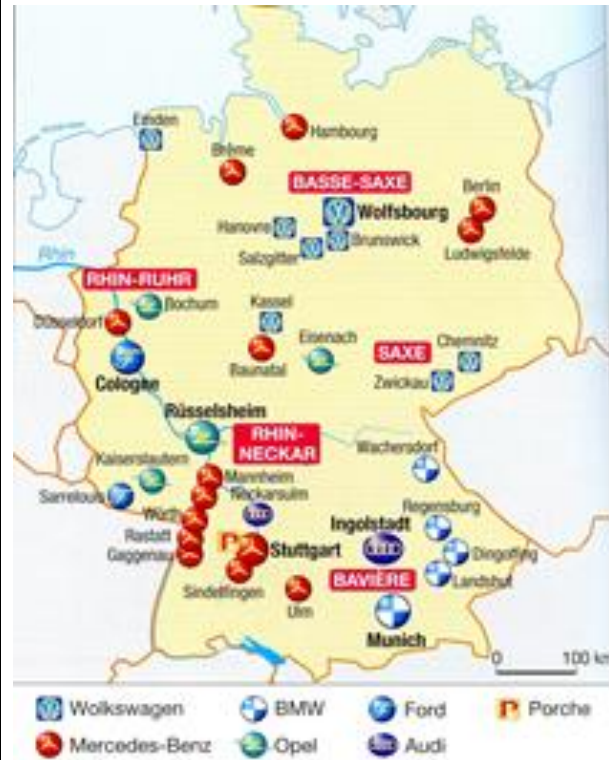 Emden
Hambourg
Brême
BASSE-SAXE
Berlin
Wolfsbourg
Hanovre
Brunswick
Salzgitter
Ludwigsfelde
Rhin
RHIN-RUHR
Bochum
Düsseldorf
Kassel
Eisenach
Chemnitz
SAXE
Baunatal
Zwickau
Cologne
Rüsselsheim
RHIN-
NECKAR
Wachersdorf
Kaiserslautern
Mannheim
Sarrelouis
Neckarsulm
Wörth
Regensburg
Ingolstadt
Rastatt
Gaggenau
Stuttgart
Dingolfing
Sindelfingen
BAVIÈRE
Landshut
Ulm
Munich
0 100 km
Wolkswagen BMW Ford Porche
Mercedes-Benz Opel Audi